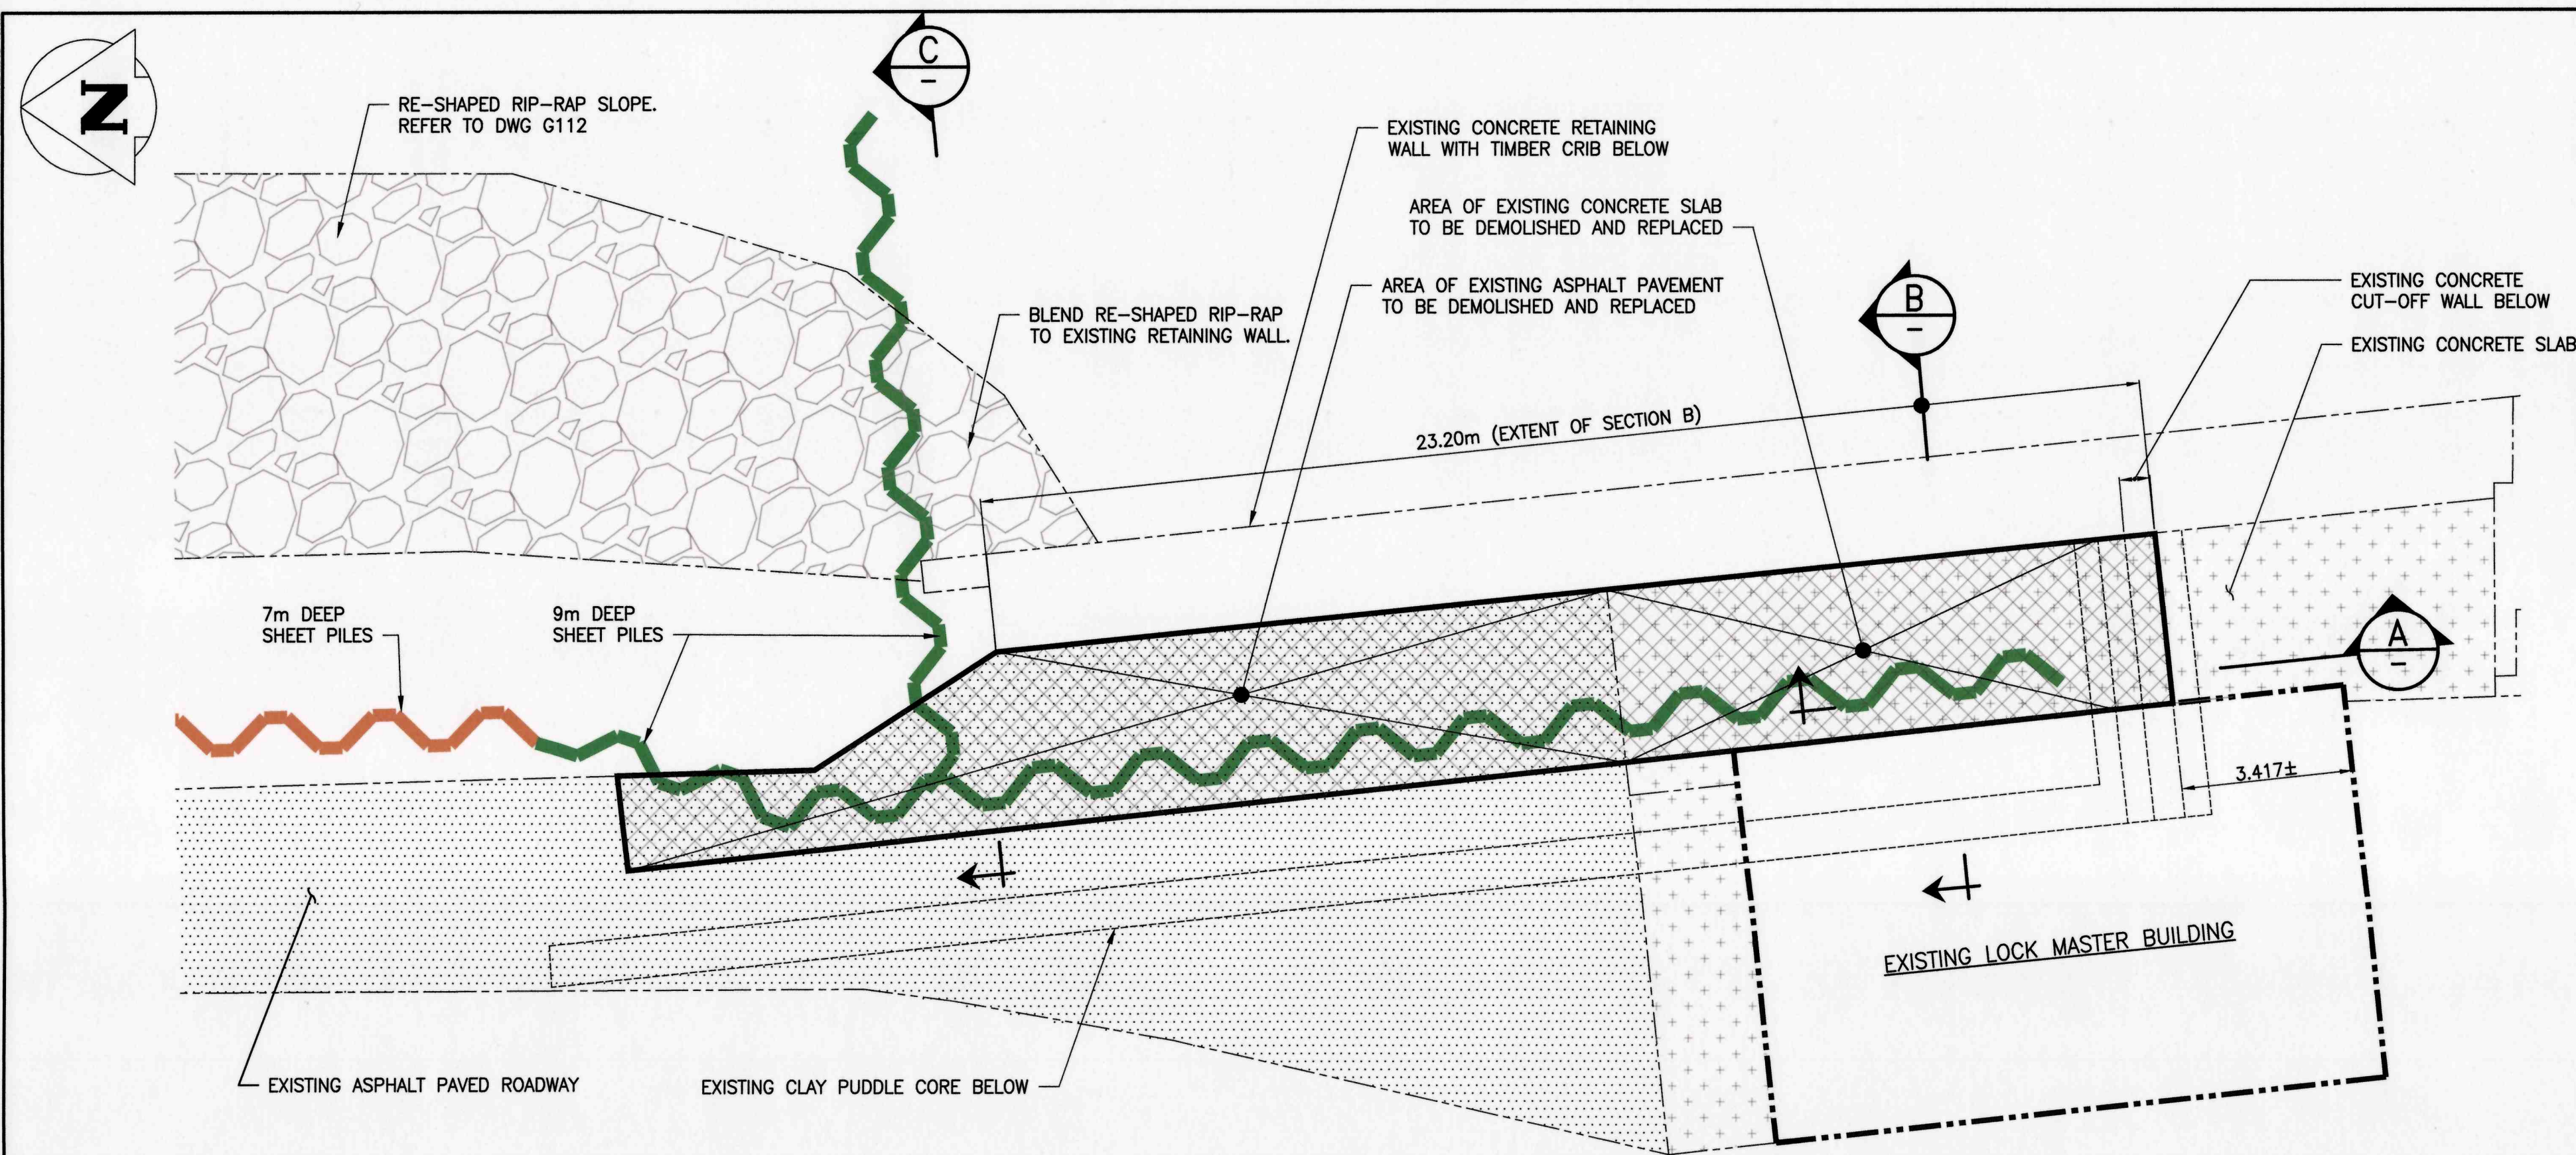 N
C
-
RE-SHAPED RIP-RAP SLOPE.
REFER TO DWG G112
EXISTING CONCRETE RETAINING
WALL WITH TIMBER CRIB BELOW
AREA OF EXISTING CONCRETE SLAB
TO BE DEMOLISHED AND REPLACED
AREA OF EXISTING ASPHALT PAVEMENT
TO BE DEMOLISHED AND REPLACED
BLEND RE-SHAPED RIP-RAP
TO EXISTING RETAINING WALL.
B
-
EXISTING CONCRETE
CUT-OFF WALL BELOW
EXISTING CONCRETE SLAB
23.20m (EXTENT OF SECTION B)
7m DEEP
SHEET PILES
9m DEEP
SHEET PILES
A
-
3.417±
EXISTING LOCK MASTER BUILDING
EXISTING ASPHALT PAVED ROADWAY
EXISTING CLAY PUDDLE CORE BELOW